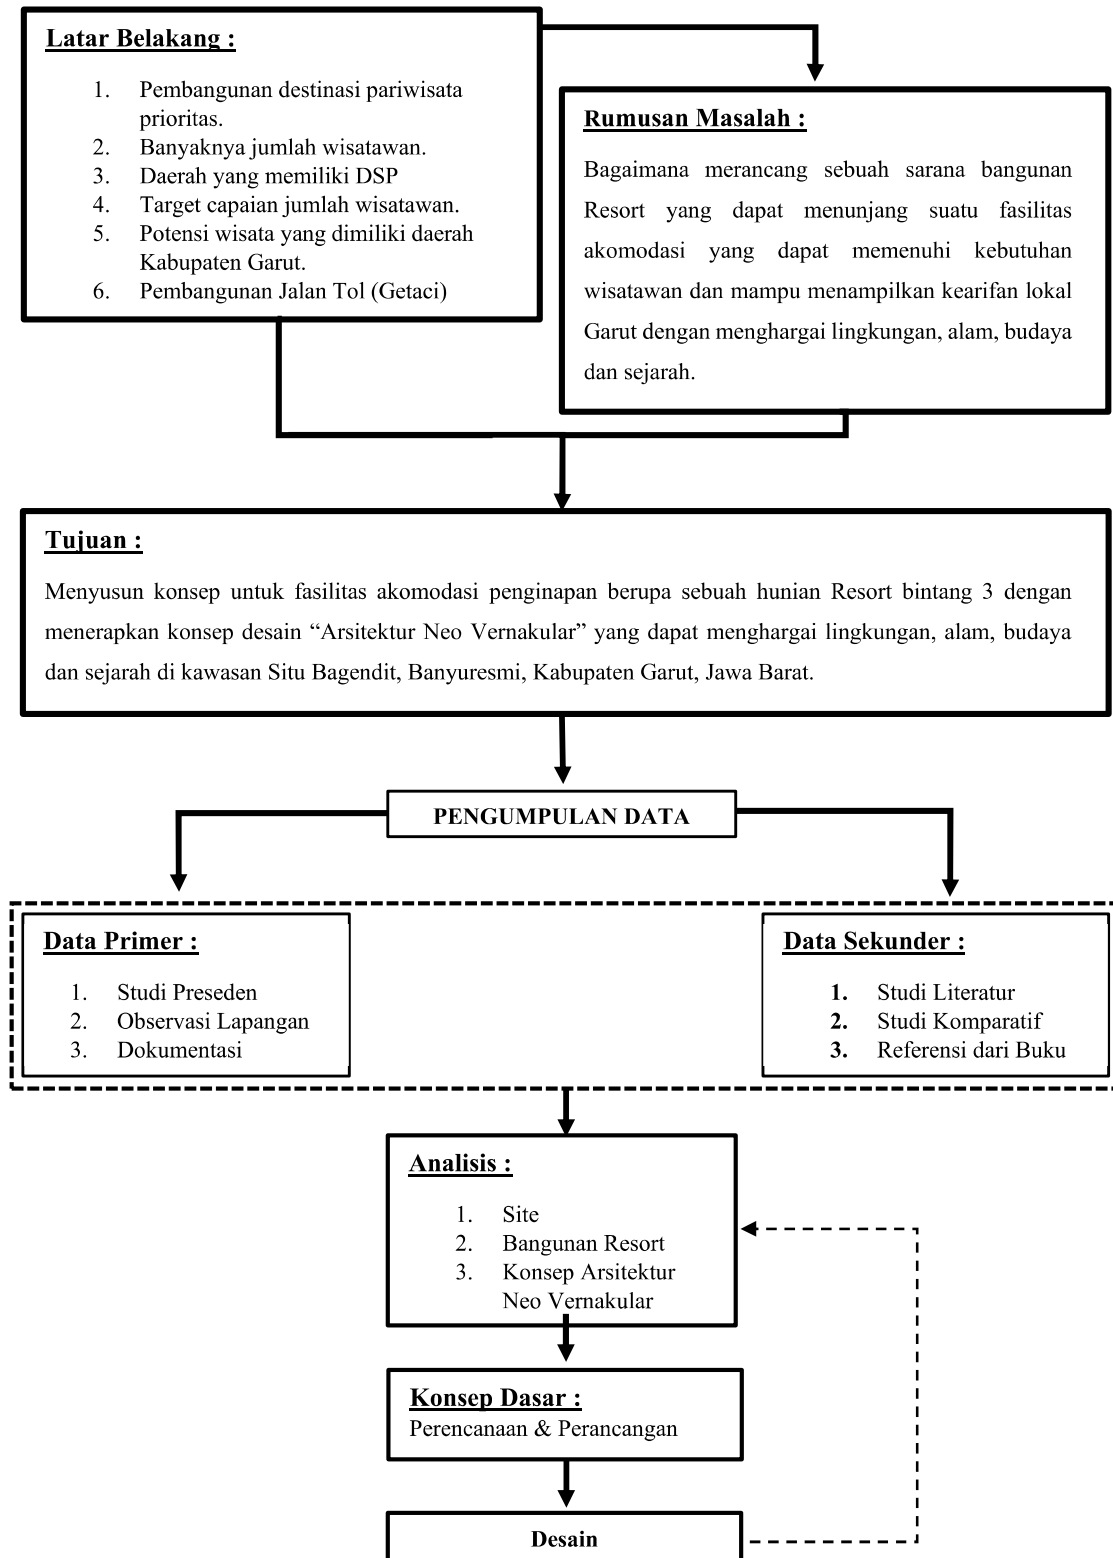 Latar Belakang :
1. Pembangunan destinasi pariwisata
prioritas.
2. Banyaknya jumlah wisatawan.
3. Daerah yang memiliki DSP
4. Target capaian jumlah wisatawan.
5. Potensi wisata yang dimiliki daerah
Kabupaten Garut.
6. Pembangunan Jalan Tol (Getaci)
Rumusan Masalah :
Bagaimana merancang sebuah sarana bangunan
Resort yang dapat menunjang suatu fasilitas
akomodasi yang dapat memenuhi kebutuhan
wisatawan dan mampu menampilkan kearifan lokal
Garut dengan menghargai lingkungan, alam, budaya
dan sejarah.
Tujuan :
Menyusun konsep untuk fasilitas akomodasi penginapan berupa sebuah hunian Resort bintang 3 dengan
menerapkan konsep desain “Arsitektur Neo Vernakular” yang dapat menghargai lingkungan, alam, budaya
dan sejarah di kawasan Situ Bagendit, Banyuresmi, Kabupaten Garut, Jawa Barat.
PENGUMPULAN DATA
Data Primer :
1. Studi Preseden
2. Observasi Lapangan
3. Dokumentasi
Data Sekunder :
1. Studi Literatur
2. Studi Komparatif
3. Referensi dari Buku
Analisis :
1. Site
2. Bangunan Resort
3. Konsep Arsitektur
Neo Vernakular
Konsep Dasar :
Perencanaan & Perancangan
Desain